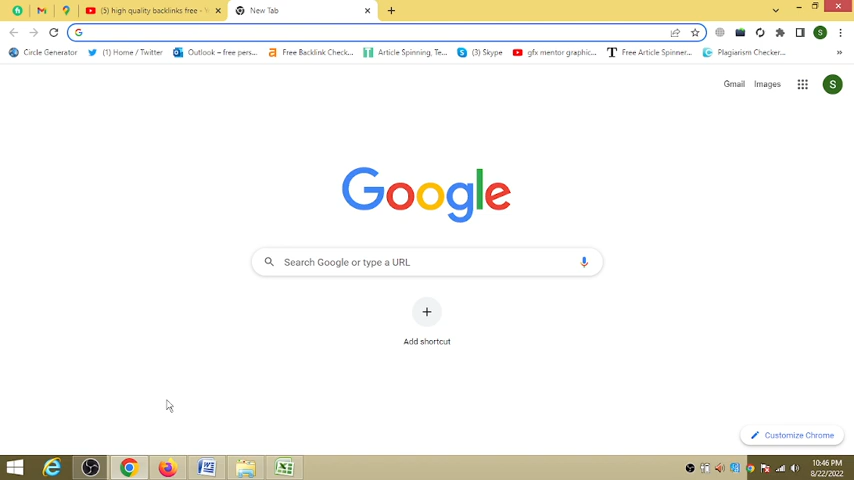 (5) high quality backlinks free - Y
New Tab
Circle Generator
(1) Home / Twitter
Outlook – free pers...
Free Backlink Check...
Article Spinning, Te...
(3) Skype
gfx mentor graphic...
Free Article Spinner...
Plagiarism Checker...
»
S
Gmail
Images
S
Google
Search Google or type a URL
Add shortcut
Customize Chrome
10:46 PM
8/22/2022